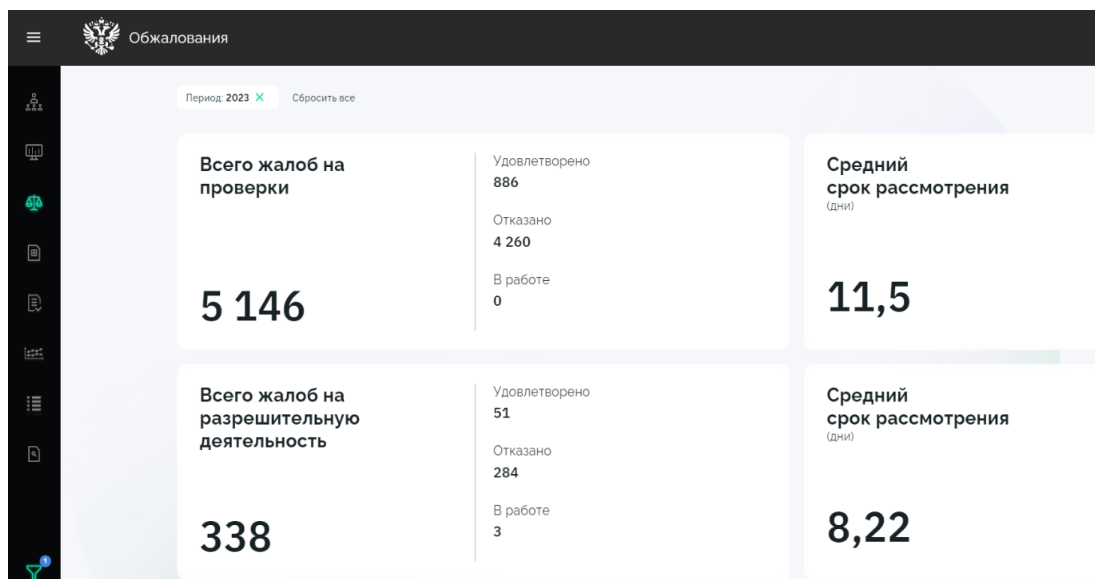 Обжалования
Период: 2023 ✕ Сбросить все
Всего жалоб на
проверки
5 146
Удовлетворено
886
Отказано
4 260
В работе
0
Средний
срок рассмотрения
(дни)
11,5
Всего жалоб на
разрешительную
деятельность
338
Удовлетворено
51
Отказано
284
В работе
3
Средний
срок рассмотрения
(дни)
8,22
1